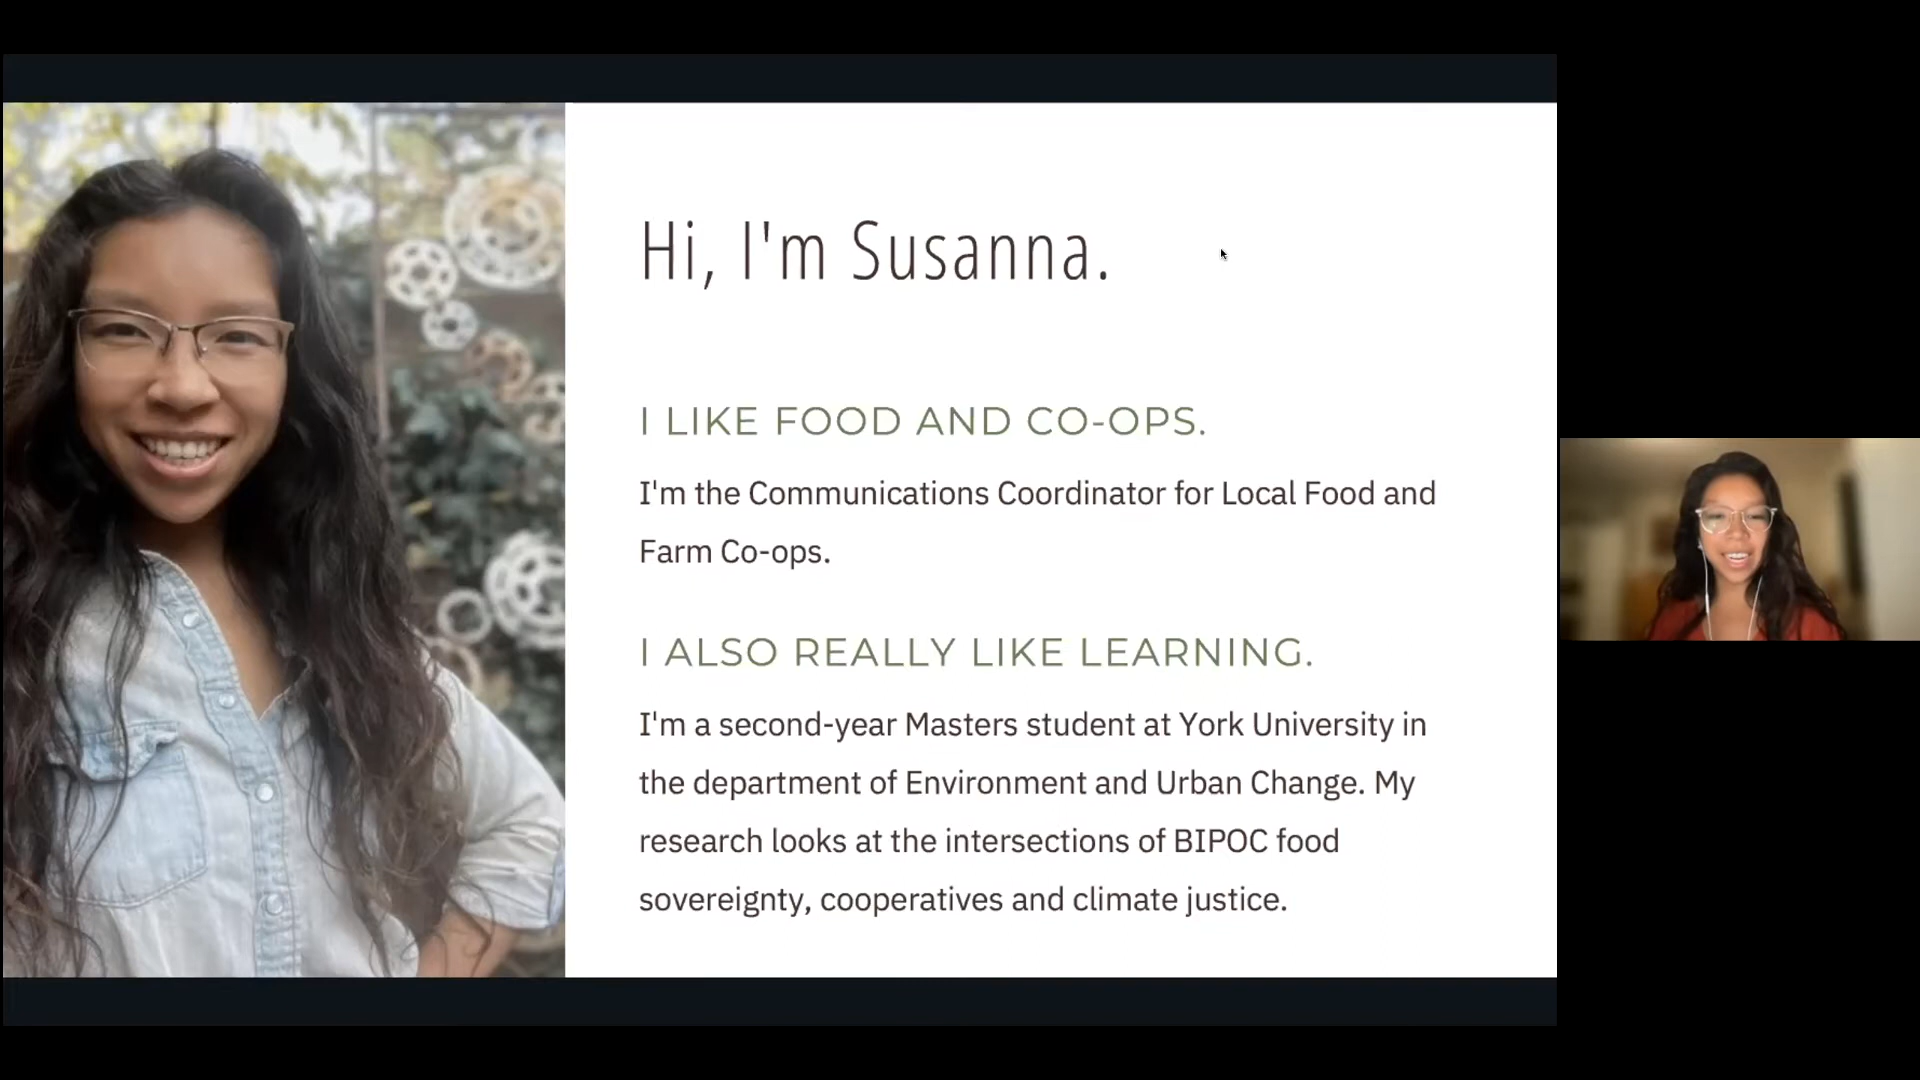 Hi, I'm Susanna.
I LIKE FOOD AND CO-OPS.
I'm the Communications Coordinator for Local Food and
Farm Co-ops.
I ALSO REALLY LIKE LEARNING.
I'm a second-year Masters student at York University in
the department of Environment and Urban Change. My
research looks at the intersections of BIPOC food
sovereignty, cooperatives and climate justice.